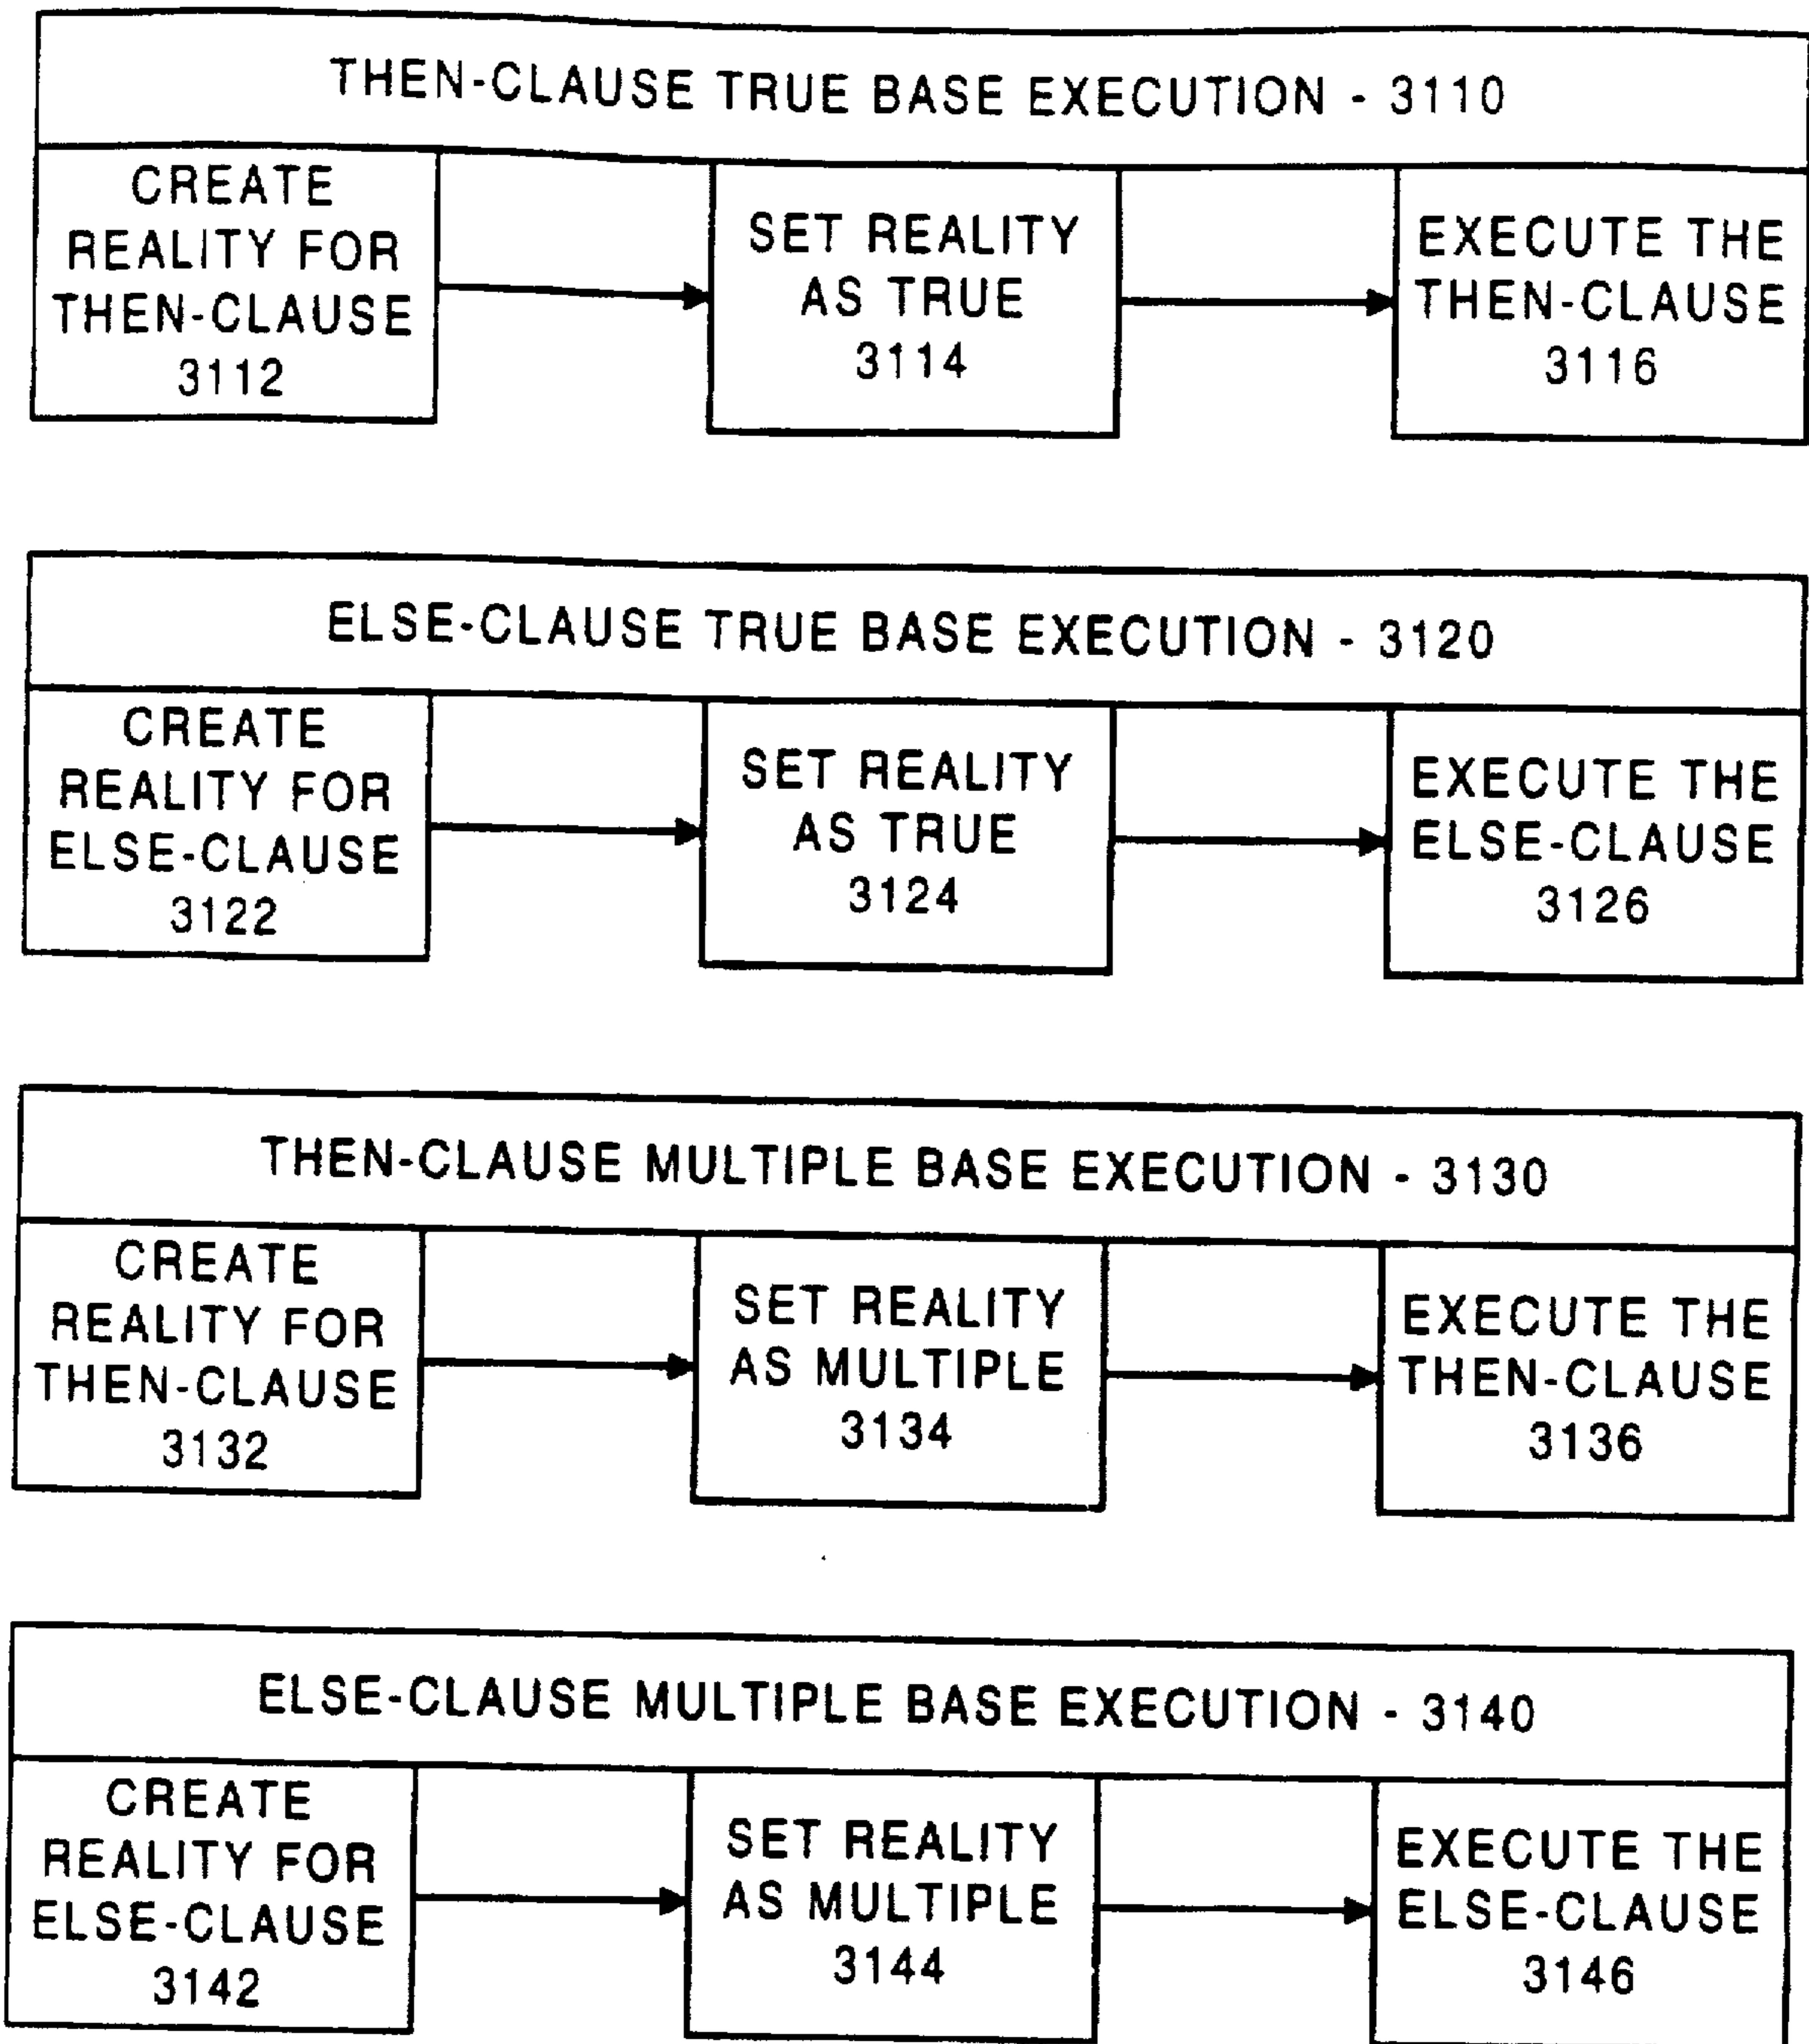 THEN-CLAUSE TRUE BASE EXECUTION - 3110
CREATE
REALITY FOR
THEN-CLAUSE
3112
SET REALITY
AS TRUE
3114
EXECUTE THE
THEN-CLAUSE
3116
ELSE-CLAUSE TRUE BASE EXECUTION - 3120
CREATE
REALITY FOR
ELSE-CLAUSE
3122
SET REALITY
AS TRUE
3124
EXECUTE THE
ELSE-CLAUSE
3126
THEN-CLAUSE MULTIPLE BASE EXECUTION - 3130
CREATE
REALITY FOR
THEN-CLAUSE
3132
SET REALITY
AS MULTIPLE
3134
EXECUTE THE
THEN-CLAUSE
3136
ELSE-CLAUSE MULTIPLE BASE EXECUTION - 3140
CREATE
REALITY FOR
ELSE-CLAUSE
3142
SET REALITY
AS MULTIPLE
3144
EXECUTE THE
ELSE-CLAUSE
3146